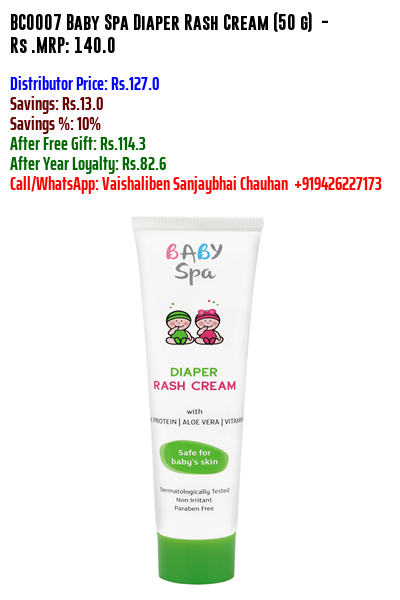 BC0007 Baby Spa Diaper Rash Cream (50 g)  -
Rs .MRP: 140.0
Distributor Price: Rs.127.0
Savings: Rs.13.0
Savings %: 10%
After Free Gift: Rs.114.3
After Year Loyalty: Rs.82.6
Call/WhatsApp: Vaishaliben Sanjaybhai Chauhan  +919426227173
BABY
Spa
DIAPER
RASH CREAM
with
PROTEIN | ALOE VERA |
Safe for
baby's skin
Dermatologically Tested
Non Irritant
Paraben Free